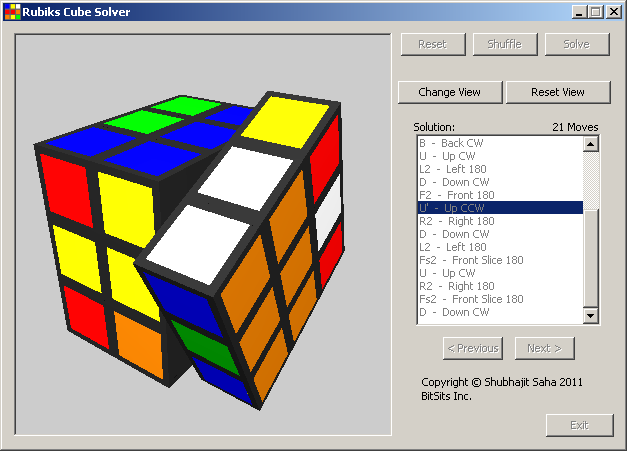 Rubiks Cube Solver
Reset Shuffle Solve
Change View Reset View
Solution: 21 Moves
B - Back CW
U - Up CW
L2 - Left 180
D - Down CW
F2 - Front 180
U' - Up CCW
R2 - Right 180
D - Down CW
L2 - Left 180
Fs2 - Front Slice 180
U - Up CW
R2 - Right 180
Fs2 - Front Slice 180
D - Down CW
< Previous Next >
Copyright © Shubhajit Saha 2011
BitSits Inc.
Exit